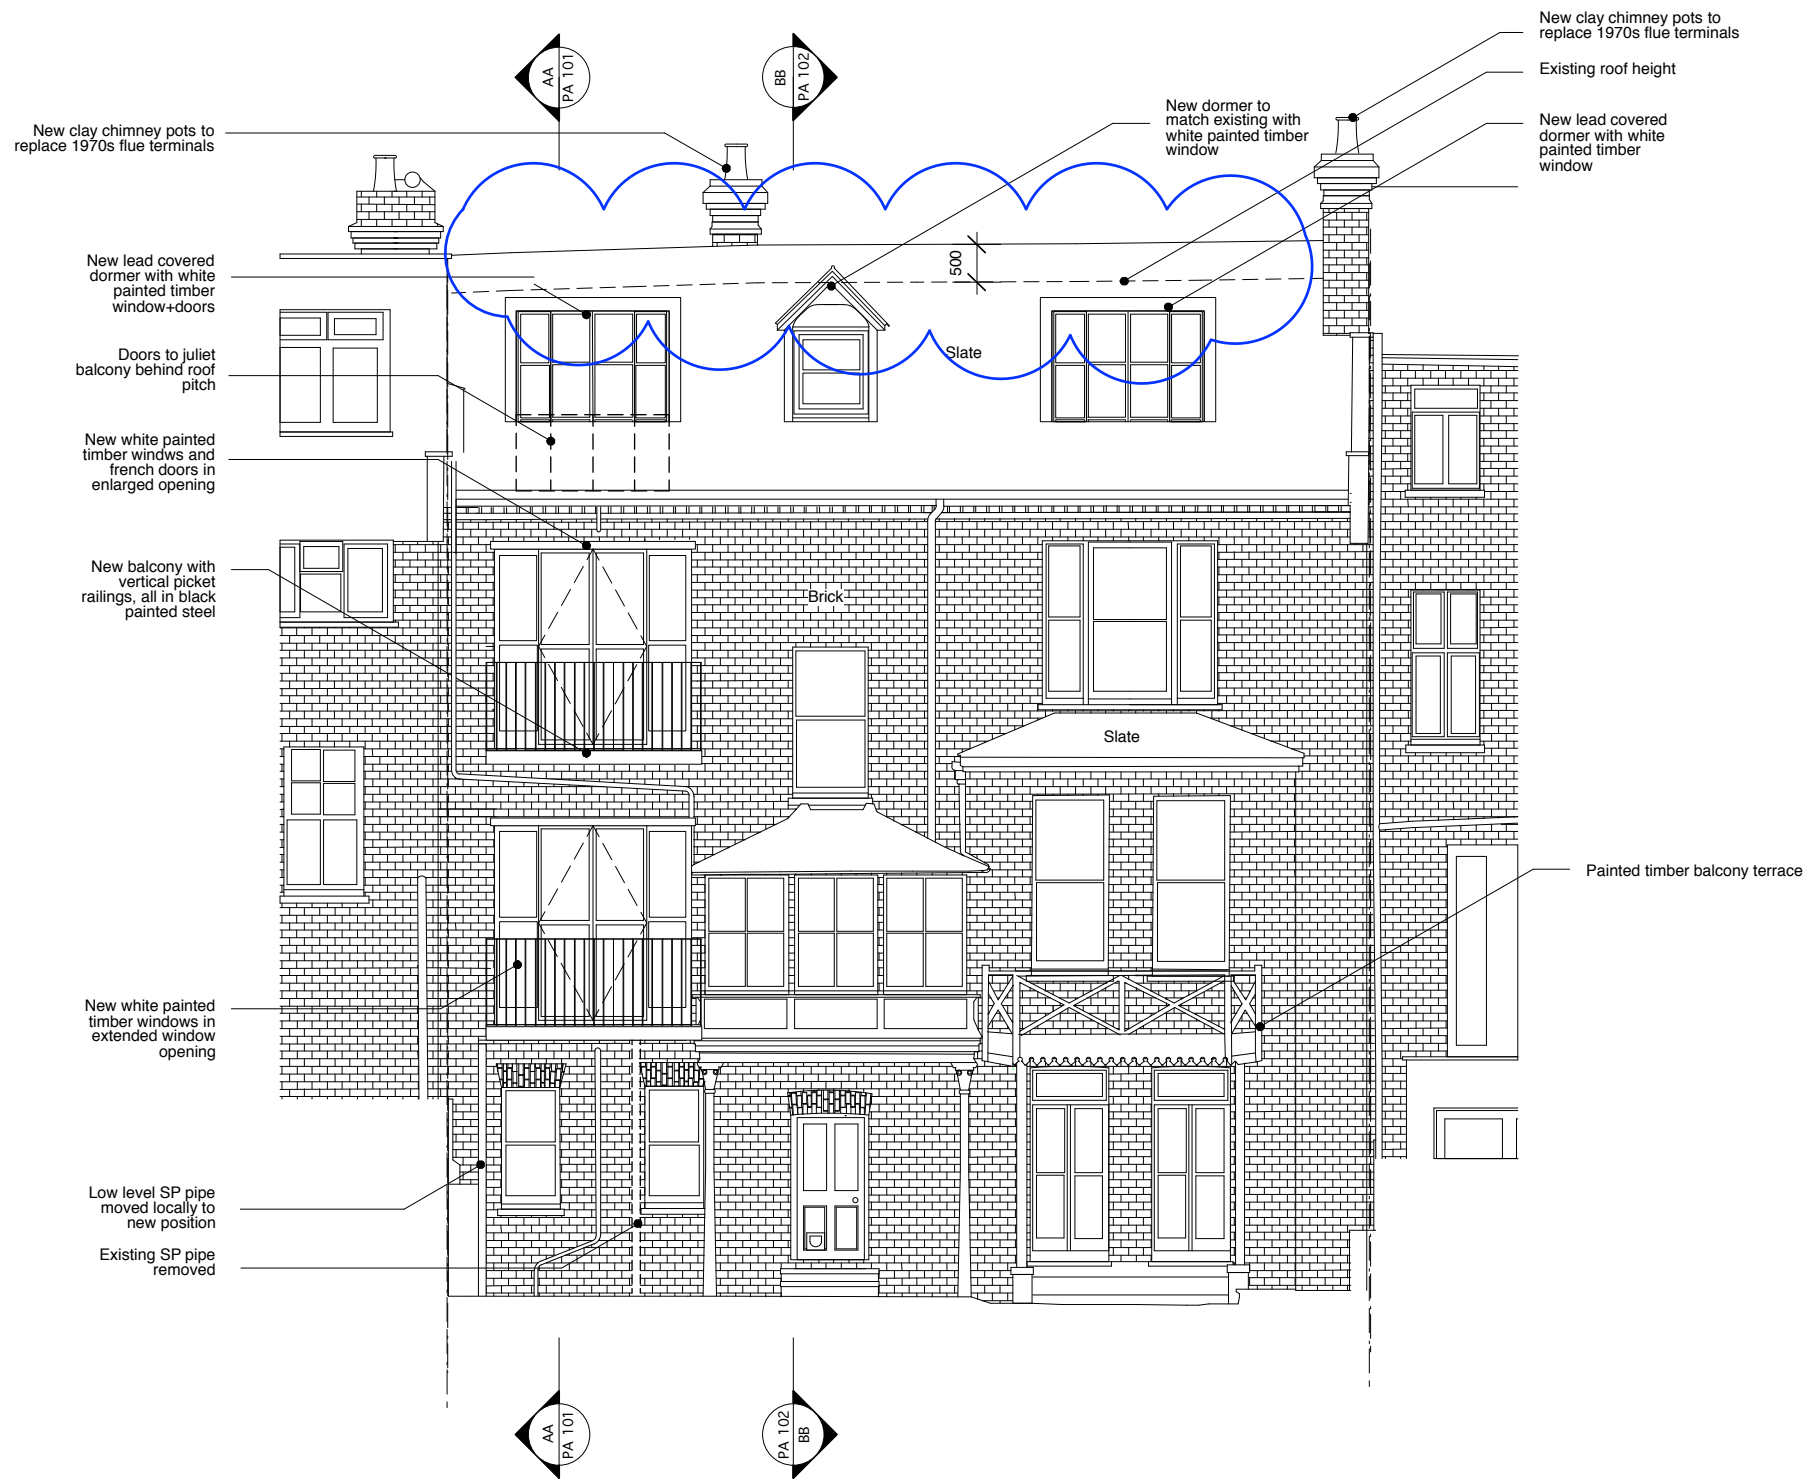 New clay chimney pots to
replace 1970s flue terminals
Existing roof height
New lead covered
dormer with white
painted timber
window
New dormer to
match existing with
white painted timber
window
AA
PA 101
BB
PA 102
New clay chimney pots to
replace 1970s flue terminals
New lead covered
dormer with white
painted timber
window+doors
500
Slate
Doors to juliet
balcony behind roof
pitch
New white painted
timber windws and
french doors in
enlarged opening
New balcony with
vertical picket
railings, all in black
painted steel
Brick
Slate
Painted timber balcony terrace
New white painted
timber windows in
extended window
opening
Low level SP pipe
moved locally to
new position
Existing SP pipe
removed
AA
PA 101
PA 102
BB